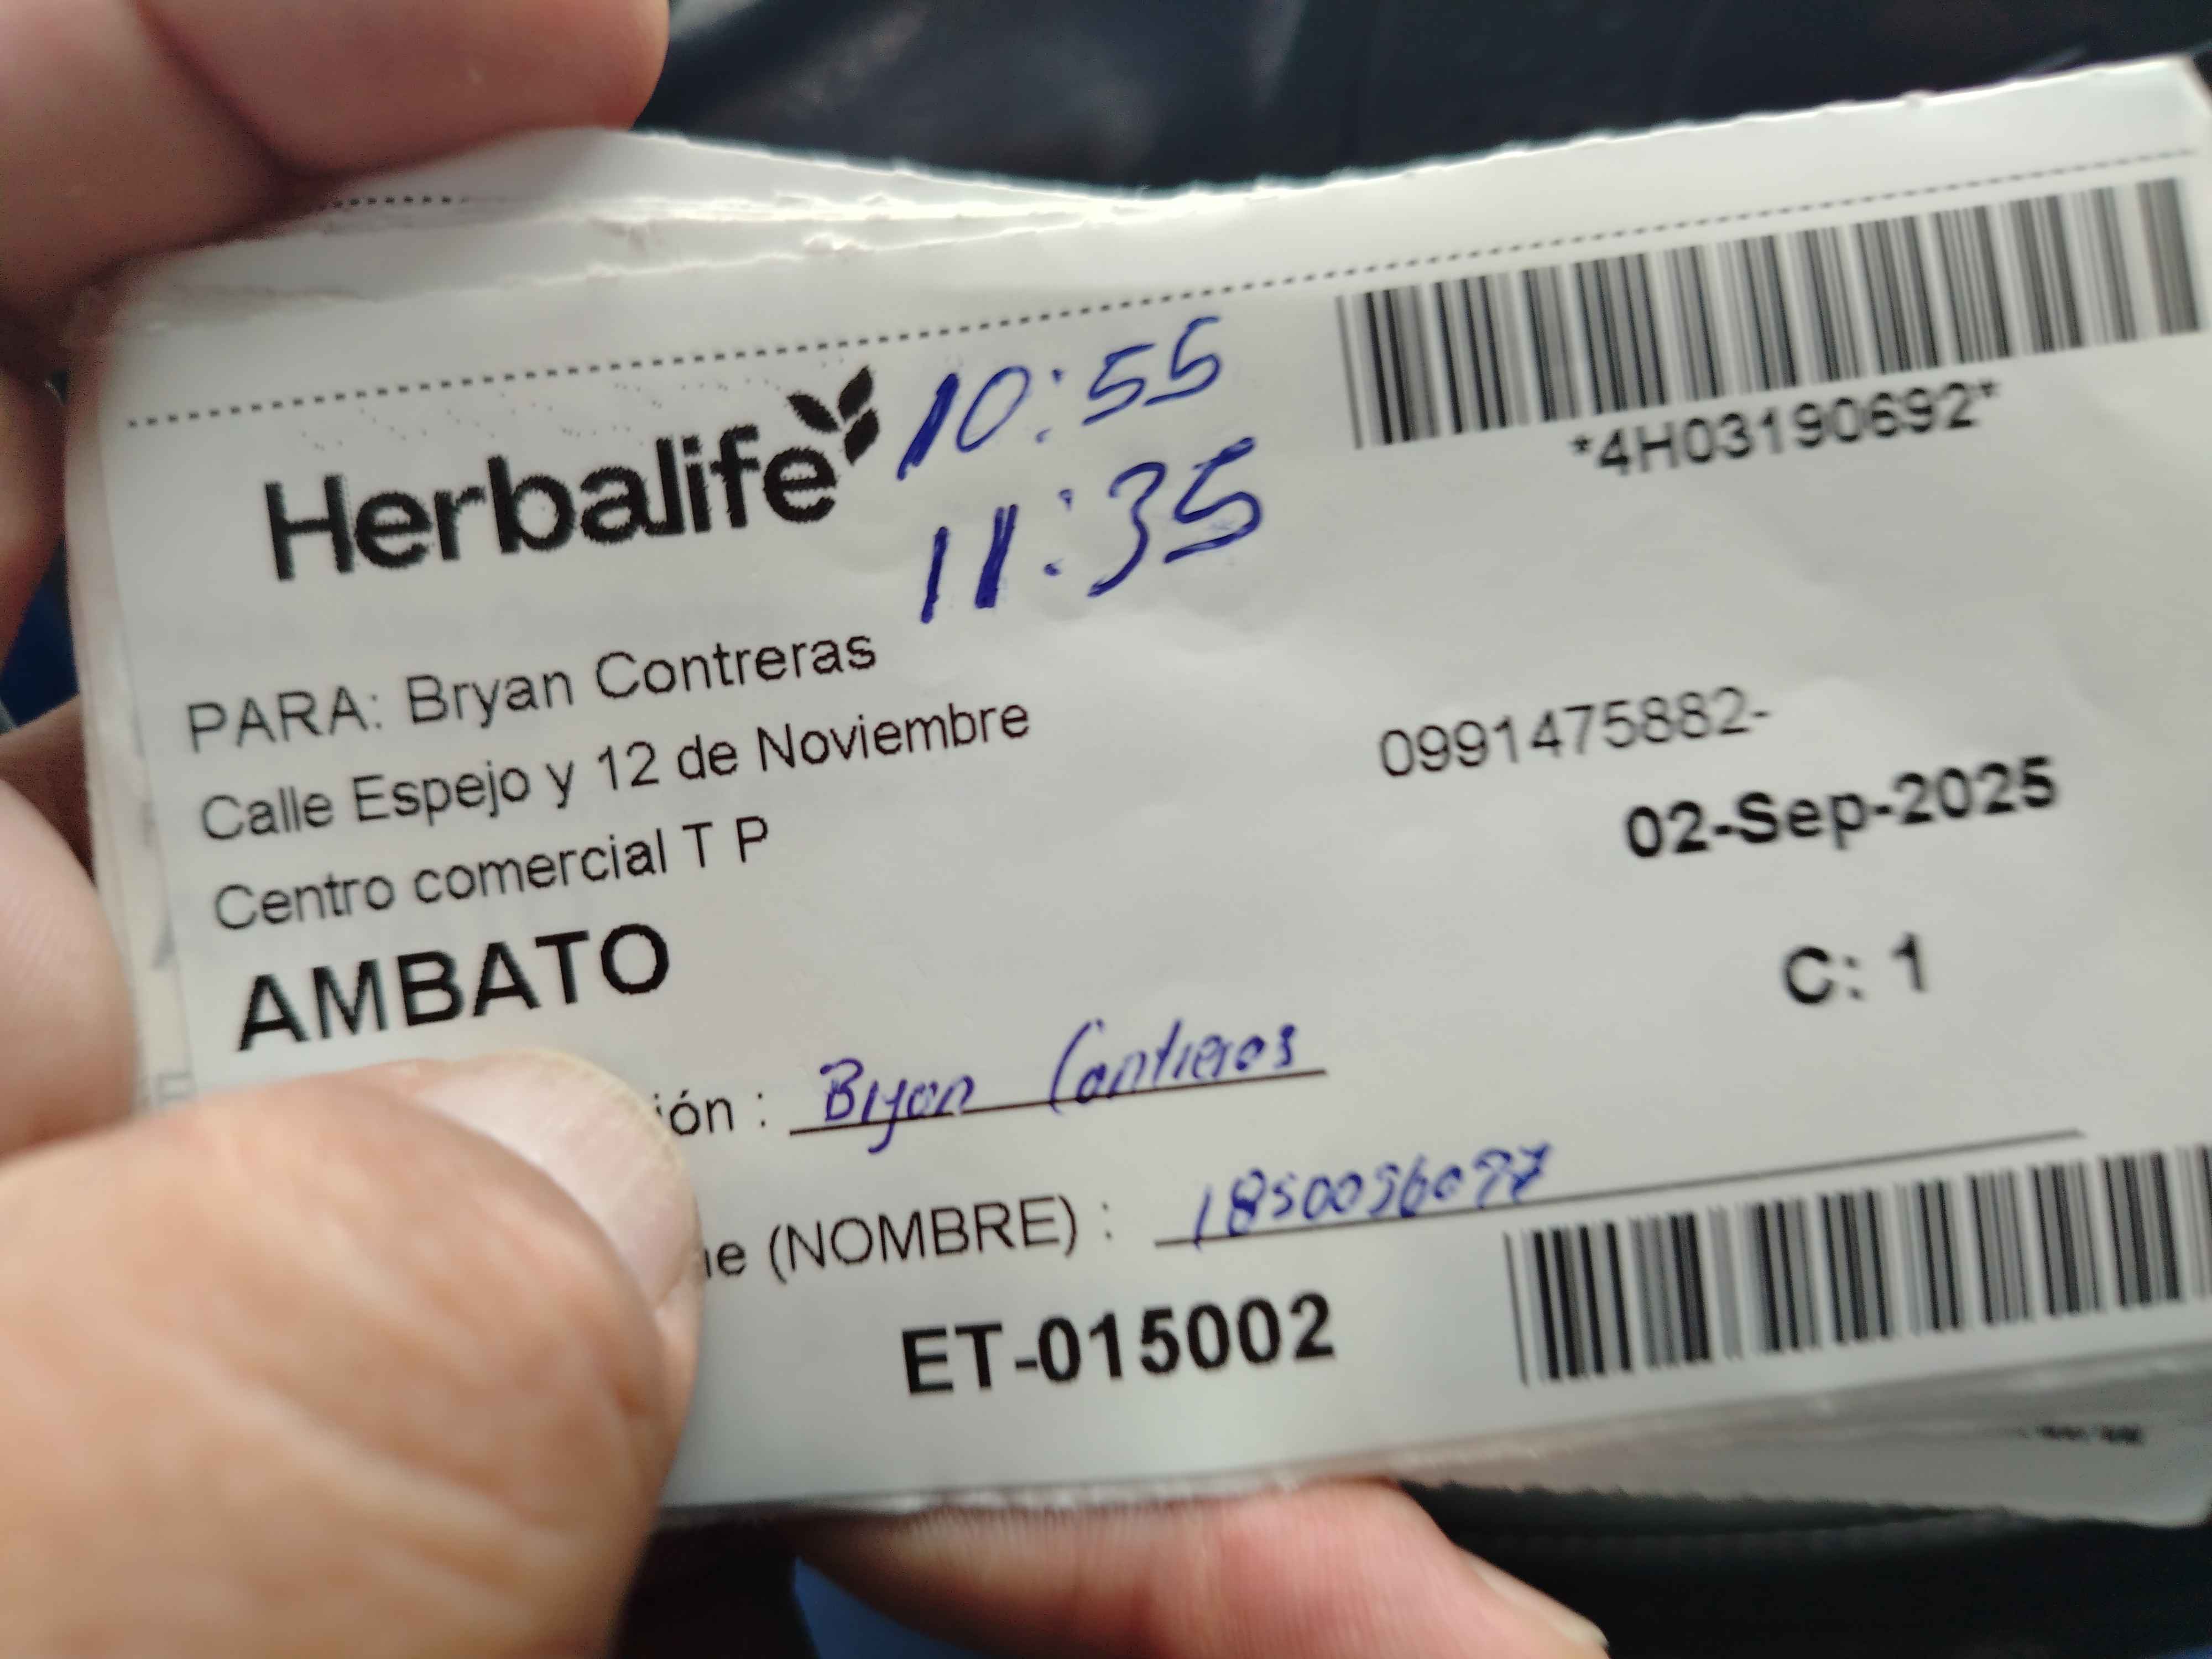 Herbalife
10:55
11:35
*4H03190692*
PARA: Bryan Contreras
Calle Espejo y 12 de Noviembre
Centro comercial T P
AMBATO
0991475882-
02-Sep-2025
C: 1
ión : Bryan Contreras
ne (NOMBRE) :
ET-015002